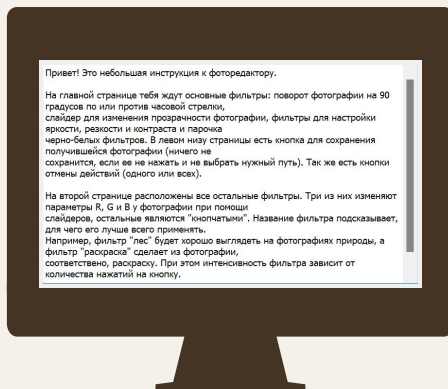 Привет! Это небольшая инструкция к фоторедактору.
На главной странице тебя ждут основные фильтры: поворот фотографии на 90
градусов по или против часовой стрелки,
слайдер для изменения прозрачности фотографии, фильтры для настройки
яркости, резкости и контраста и парочка
черно-белых фильтров. В левом низу страницы есть кнопка для сохранения
получившейся фотографии (ничего не
сохранится, если ее не нажать и не выбрать нужный путь). Так же есть кнопки
отмены действий (одного или всех).
На второй странице расположены все остальные фильтры. Три из них изменяют
параметры R, G и B у фотографии при помощи
слайдеров, остальные являются "кнопчатыми". Название фильтра подсказывает,
для чего его лучше всего применять.
Например, фильтр "лес" будет хорошо выглядеть на фотографиях природы, а
фильтр "раскраска" сделает из фотографии,
соответствено, раскраску. При этом интенсивность фильтра зависит от
количества нажатий на кнопку.